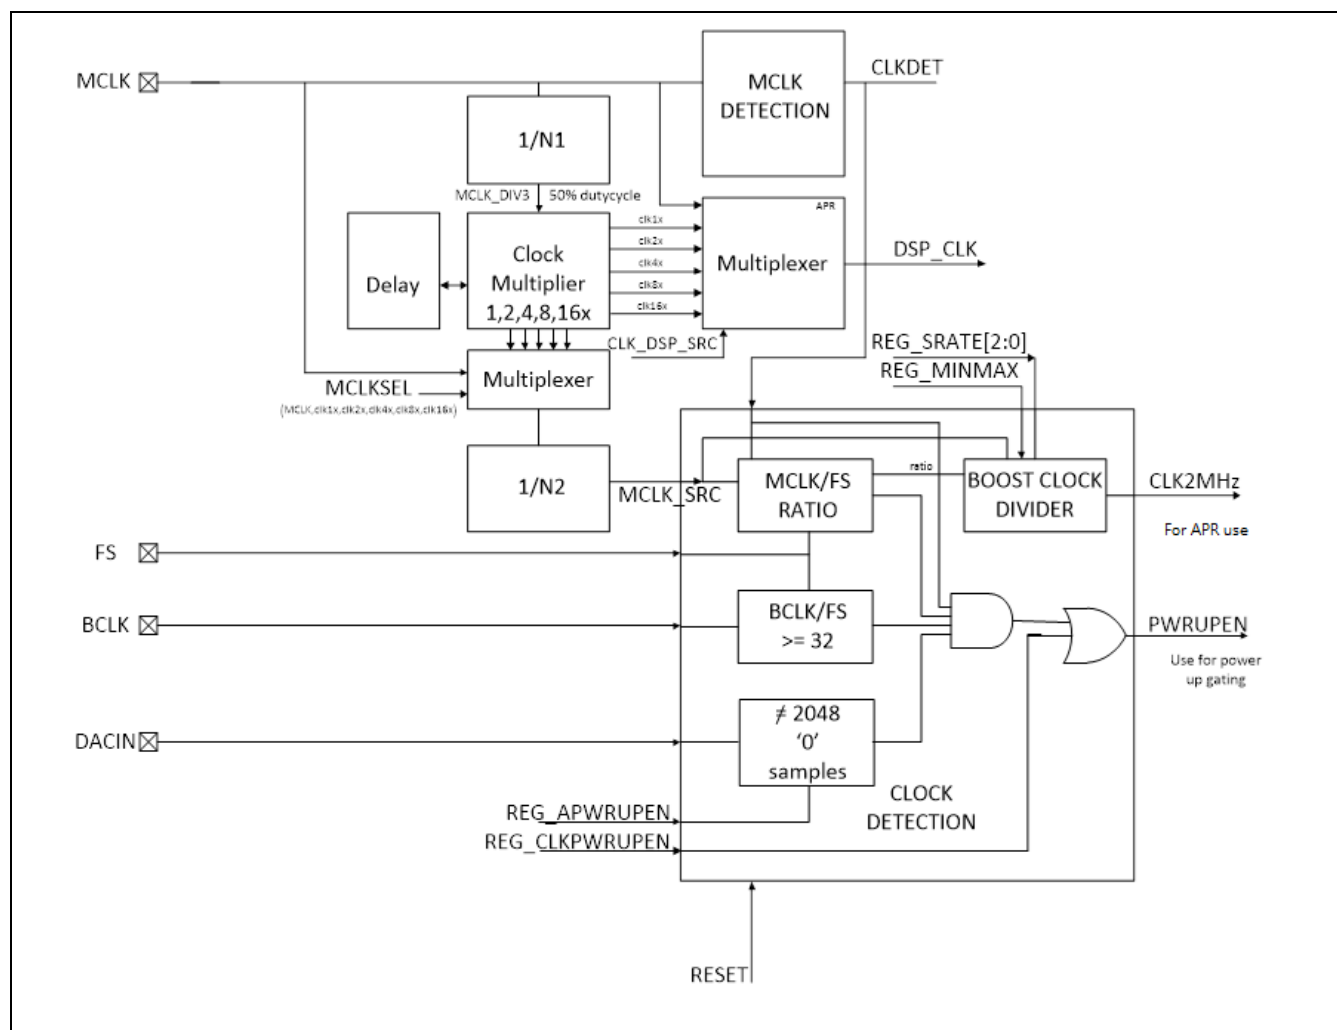 MCLK
MCLK
DETECTION
CLKDET
1/N1
MCLK_DIV3
50% dutycycle
APR
clk1x
clk2x
clk4x
clk8x
clk16x
Delay
Clock
Multiplier
1,2,4,8,16x
Multiplexer
DSP_CLK
CLK_DSP_SRC
REG_SRATE[2:0]
REG_MINMAX
Multiplexer
MCLKSEL
(MCLK,clk1x,clk2x,clk4x,clk8x,clk16x)
1/N2
MCLK_SRC
MCLK/FS
RATIO
ratio
BOOST CLOCK
DIVIDER
CLK2MHz
For APR use
FS
BCLK
BCLK/FS
>= 32
PWRUPEN
Use for power
up gating
DACIN
≠ 2048
‘0’
samples
REG_APWRUPEN
REG_CLKPWRUPEN
CLOCK
DETECTION
RESET